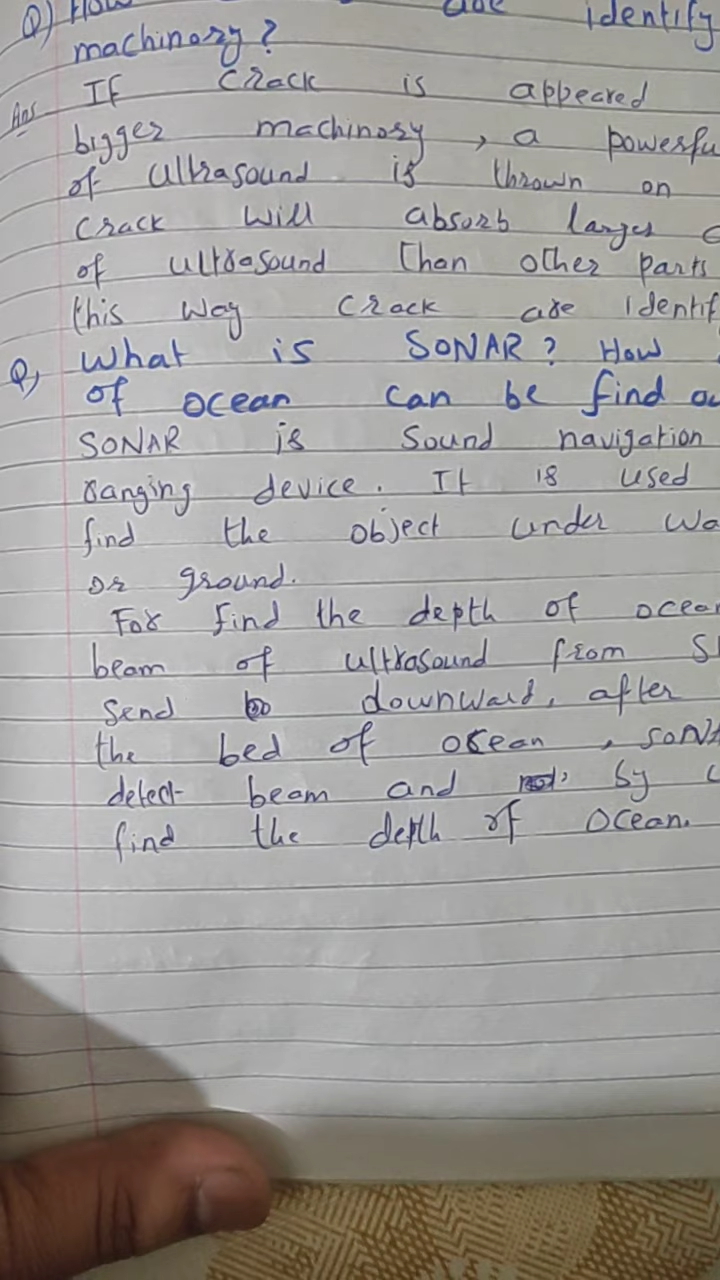 Q) How are identify
machinory?
Ans If crack is appeared
bigger machinory, a powerfu
of ultrasound is thrown on
crack will absorb larger
of ultrasound than other parts
this way crack are identif
Q, What is SONAR? How
of ocean can be find ou
SONAR is Sound navigation
ranging device. It is used
find the object under wa
or ground.
For find the depth of ocean
beam of ultrasound from s
send downward, after
the bed of ocean, SONA
detect beam and by
find the depth of ocean.